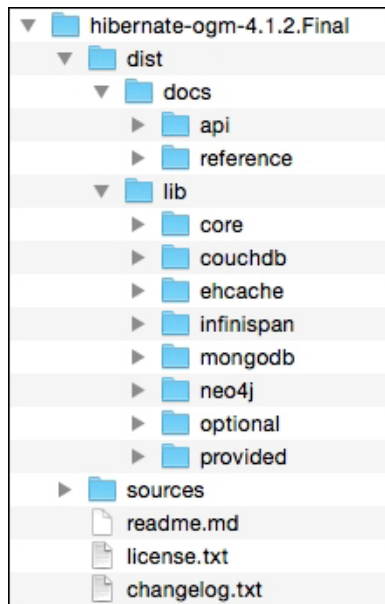 hibernate-ogm-4.1.2.Final
dist
docs
api
reference
lib
core
couchdb
ehcache
infinispan
mongodb
neo4j
optional
provided
sources
readme.md
license.txt
changelog.txt